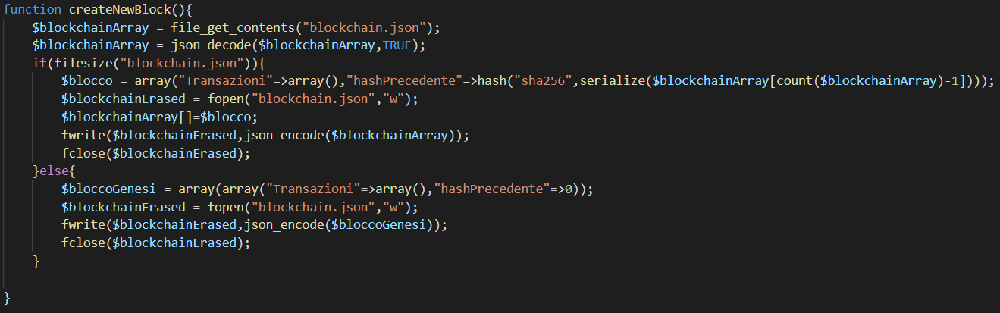 function createNewBlock(){
    $blockchainArray = file_get_contents("blockchain.json");
    $blockchainArray = json_decode($blockchainArray,TRUE);
    if(filesize("blockchain.json")){
        $blocco = array("Transazioni"=>array(),"hashPrecedente"=>hash("sha256",serialize($blockchainArray[count($blockchainArray)-1])));
        $blockchainErased = fopen("blockchain.json","w");
        $blockchainArray[]=$blocco;
        fwrite($blockchainErased,json_encode($blockchainArray));
        fclose($blockchainErased);
    }else{
        $bloccoGenesi = array(array("Transazioni"=>array(),"hashPrecedente"=>0));
        $blockchainErased = fopen("blockchain.json","w");
        fwrite($blockchainErased,json_encode($bloccoGenesi));
        fclose($blockchainErased);
    }

}